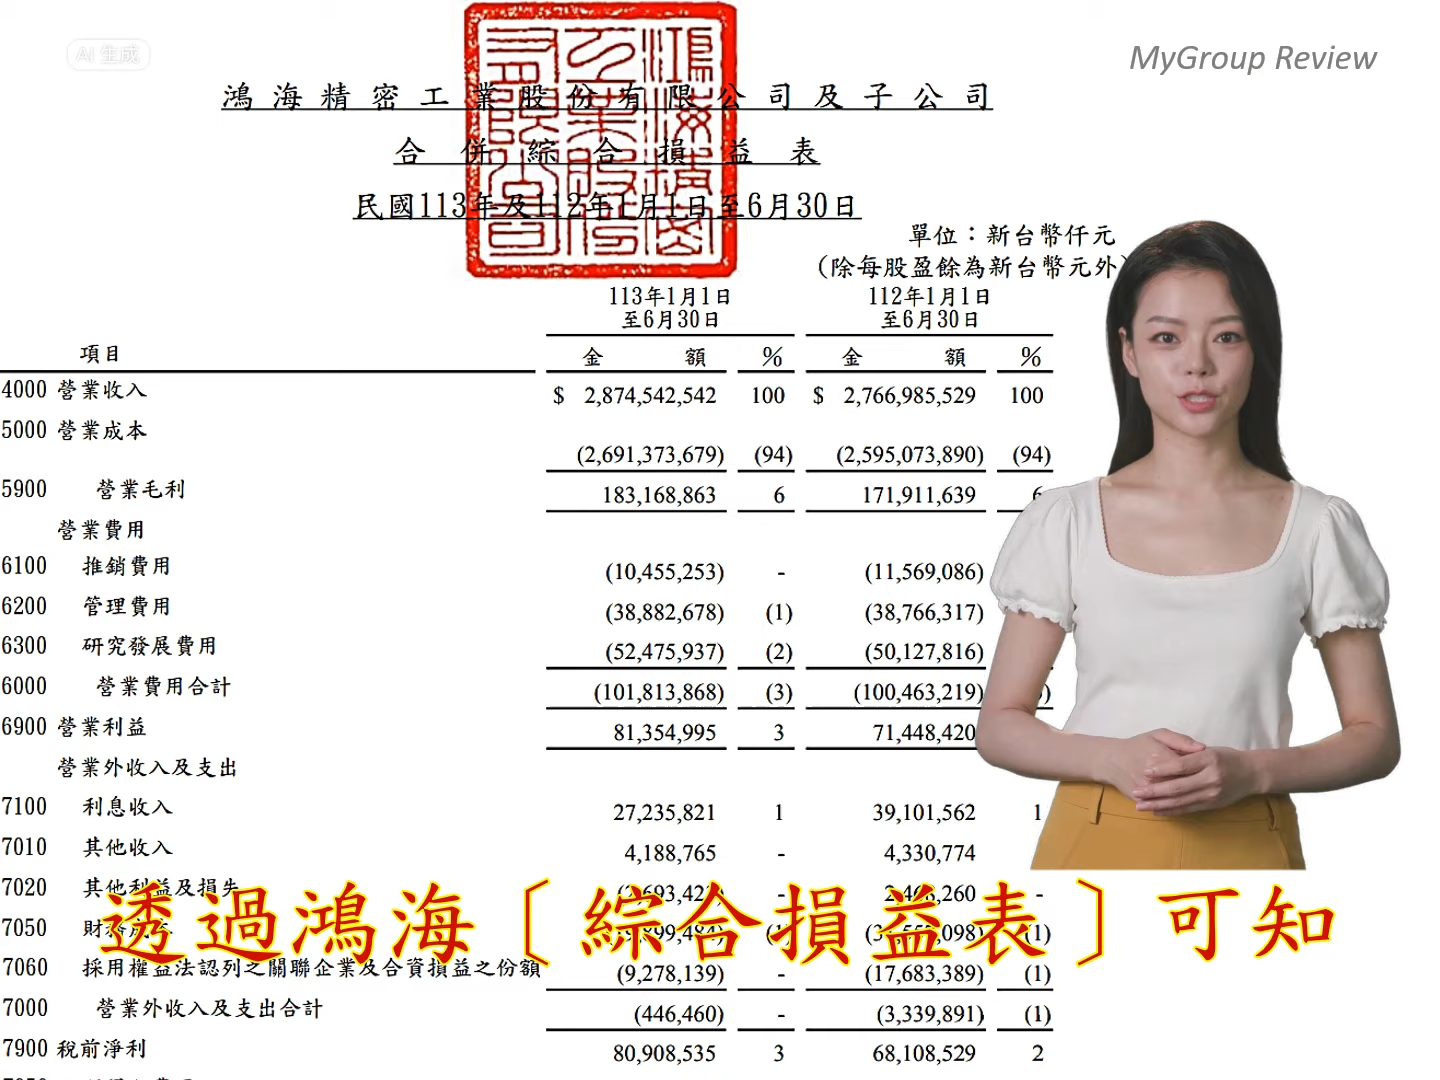 AI 生成
MyGroup Review
鴻海精密工業股份有限公司及子公司
合併綜合損益表
民國113年及112年1月1日至6月30日
單位：新台幣仟元
(除每股盈餘為新台幣元外)
113年1月1日 112年1月1日
至6月30日 至6月30日
項目 金額 % 金額 %
4000 營業收入 $ 2,874,542,542 100 $ 2,766,985,529 100
5000 營業成本 (2,691,373,679) (94) (2,595,073,890) (94)
5900 營業毛利 183,168,863 6 171,911,639 6
營業費用
6100 推銷費用 (10,455,253) - (11,569,086)
6200 管理費用 (38,882,678) (1) (38,766,317)
6300 研究發展費用 (52,475,937) (2) (50,127,816)
6000 營業費用合計 (101,813,868) (3) (100,463,219)
6900 營業利益 81,354,995 3 71,448,420
營業外收入及支出
7100 利息收入 27,235,821 1 39,101,562 1
7010 其他收入 4,188,765 - 4,330,774
7020 其他利益及損失 - -
透過鴻海〔綜合損益表〕可知
7050 (1)
7060 採用權益法認列之關聯企業及合資損益之份額 (9,278,139) - (17,683,389) (1)
7000 營業外收入及支出合計 (446,460) - (3,339,891) (1)
7900 稅前淨利 80,908,535 3 68,108,529 2